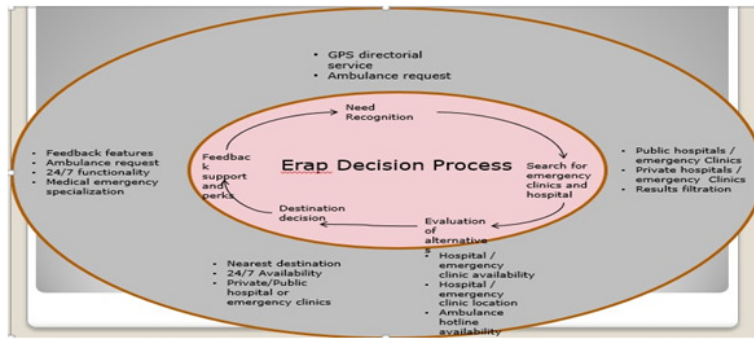 • GPS directorial
service
• Ambulance request
Need
Recognition
• Feedback features
• Ambulance request
• 24/7 functionality
• Medical emergency
specialization
Feedbac
k
support
and
perks
Erap Decision Process
Search for
emergency
clinics and
hospital
• Public hospitals /
emergency Clinics
• Private hospitals /
emergency Clinics
• Results filtration
Destination
decision
Evaluation
of
alternative
s
• Nearest destination
• 24/7 Availability
• Private/Public
hospital or
emergency clinics
• Hospital /
emergency
clinic availability
• Hospital /
emergency
clinic location
• Ambulance
hotline
availability